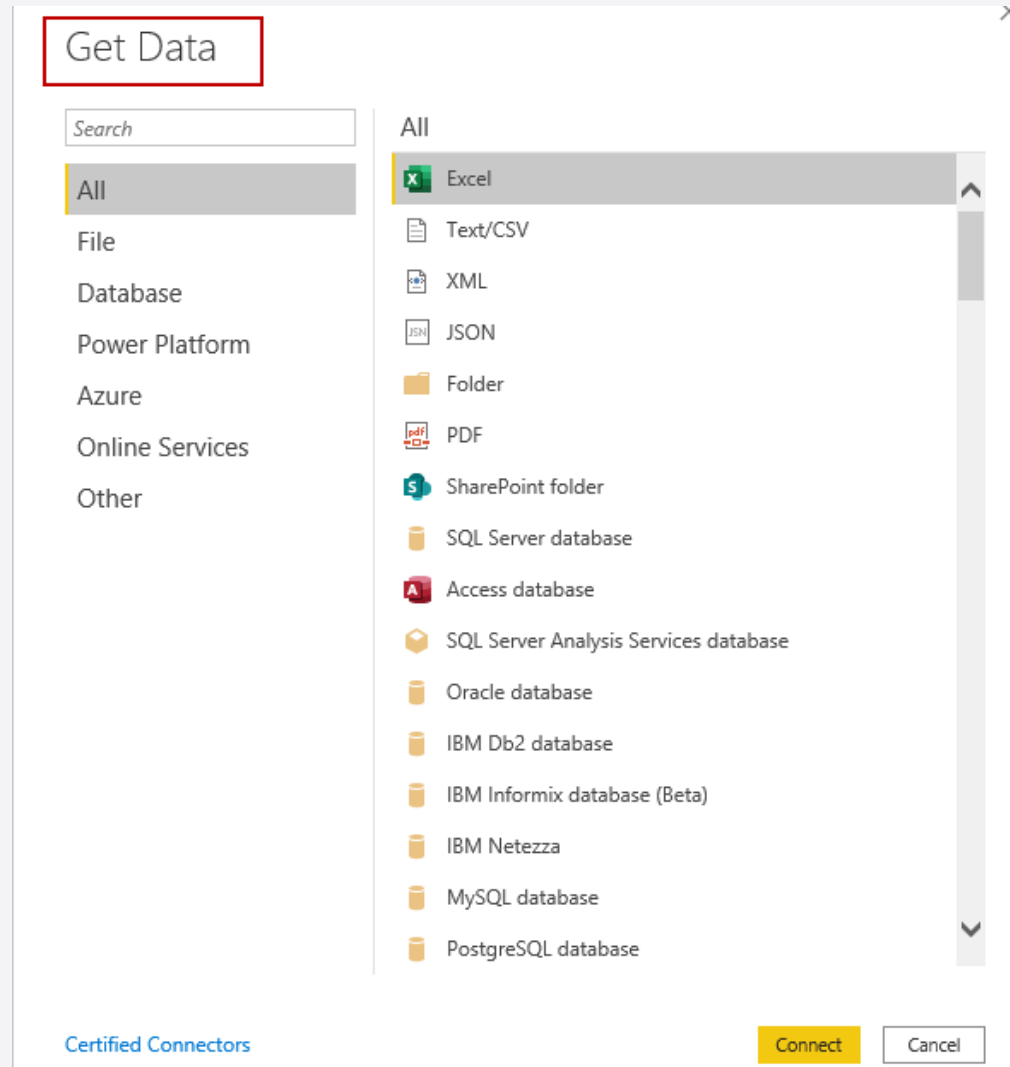 Get Data
Search
All
File
Database
Power Platform
Azure
Online Services
Other
All
Excel
Text/CSV
XML
JSN JSON
Folder
pdf PDF
SharePoint folder
SQL Server database
Access database
SQL Server Analysis Services database
Oracle database
IBM Db2 database
IBM Informix database (Beta)
IBM Netezza
MySQL database
PostgreSQL database
Certified Connectors
Connect
Cancel